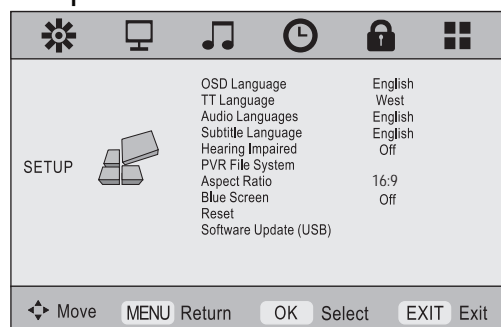 OSD Language English
TT Language West
Audio Languages English
Subtitle Language English
Hearing Impaired Off
PVR File System
Aspect Ratio 16:9
Blue Screen Off
Reset
Software Update (USB)
SETUP
Move MENU Return OK Select EXIT Exit